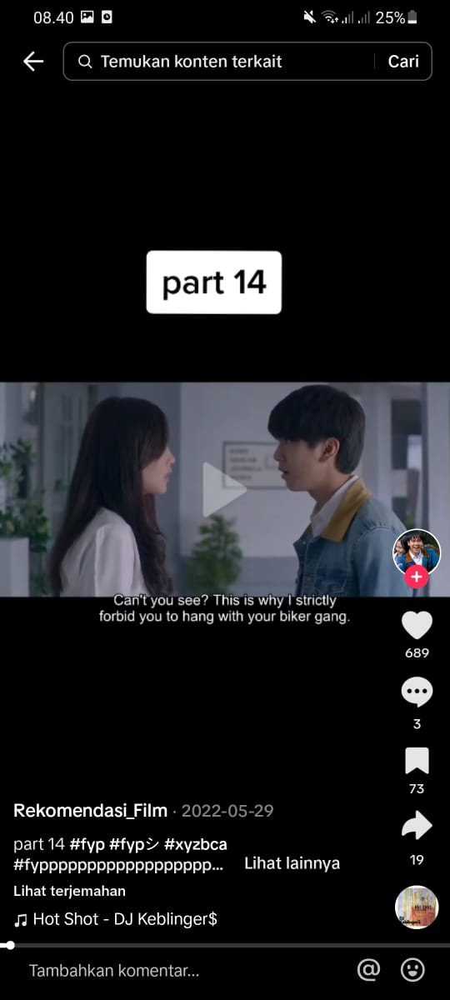 08.40
25%
Temukan konten terkait
Cari
part 14
Can't you see? This is why I strictly
forbid you to hang with your biker gang.
689
3
73
19
Rekomendasi_Film · 2022-05-29
part 14 #fyp #fypシ #xyzbca
#fypppppppppppppppppp... Lihat lainnya
Lihat terjemahan
Hot Shot - DJ Keblinger$
Tambahkan komentar...